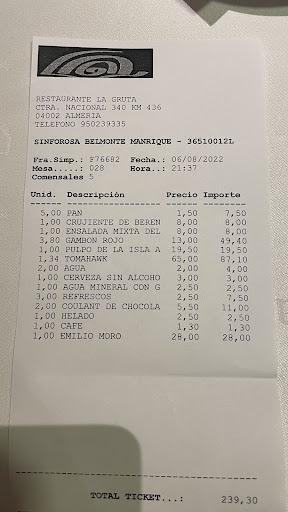 RESTAURANTE LA GRUTA
CTRA. NACIONAL 340 KM 436
04002 ALMERIA
TELEFONO 950239335
SINFOROSA BELMONTE MANRIQUE - 36510012L
Fra.Simp.: F76682 Fecha.: 06/08/2022
Mesa.....: 028 Hora..: 21:37
Comensales 5
Unid. Descripción Precio Importe
5,00 PAN 1,50 7,50
1,00 CRUJIENTE DE BEREN 8,00 8,00
1,00 ENSALADA MIXTA DEL 8,00 8,00
3,80 GAMBON ROJO 13,00 49,40
1,00 PULPO DE LA ISLA A 19,50 19,50
1,34 TOMAHAWK 65,00 87,10
2,00 AGUA 2,00 4,00
1,00 CERVEZA SIN ALCOHO 3,00 3,00
1,00 AGUA MINERAL CON G 2,50 2,50
3,00 REFRESCOS 2,50 7,50
2,00 COULANT DE CHOCOLA 5,50 11,00
1,00 HELADO 2,50 2,50
1,00 CAFE 1,30 1,30
1,00 EMILIO MORO 28,00 28,00
TOTAL TICKET...: 239,30